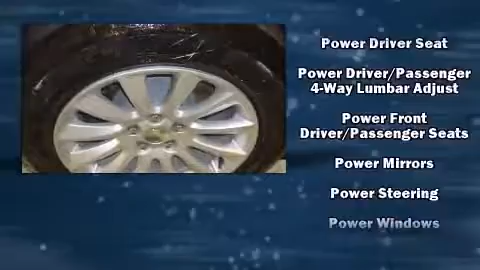 Power Driver Seat
Power Driver/Passenger
4-Way Lumbar Adjust
Power Front
Driver/Passenger Seats
Power Mirrors
Power Steering
Power Windows